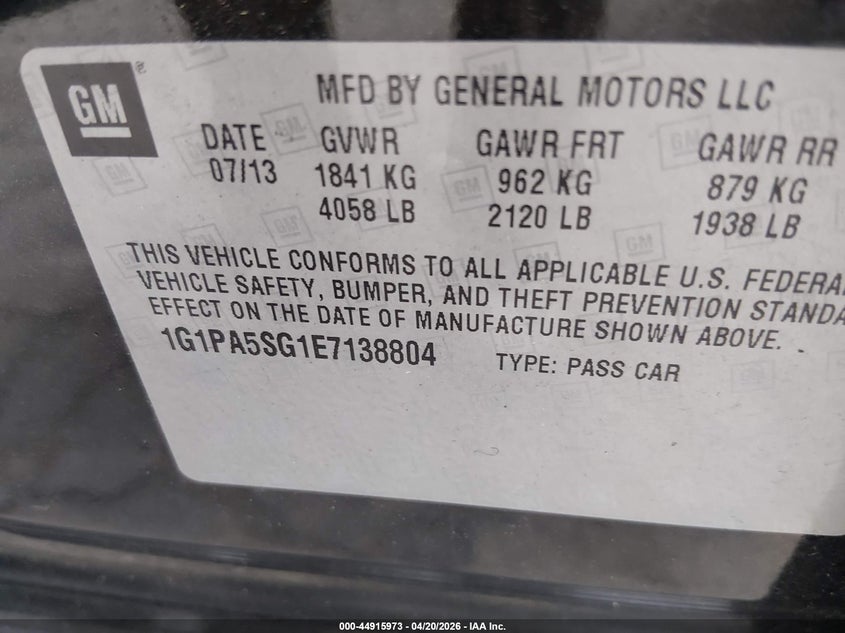 GM ®
MFD BY GENERAL MOTORS LLC
DATE GVWR GAWR FRT GAWR RR
07/13 1841 KG 962 KG 879 KG
4058 LB 2120 LB 1938 LB
THIS VEHICLE CONFORMS TO ALL APPLICABLE U.S. FEDERA
VEHICLE SAFETY, BUMPER, AND THEFT PREVENTION STANDA
EFFECT ON THE DATE OF MANUFACTURE SHOWN ABOVE.
1G1PA5SG1E7138804 TYPE: PASS CAR
000-44915973 - 04/20/2026 - IAA Inc.